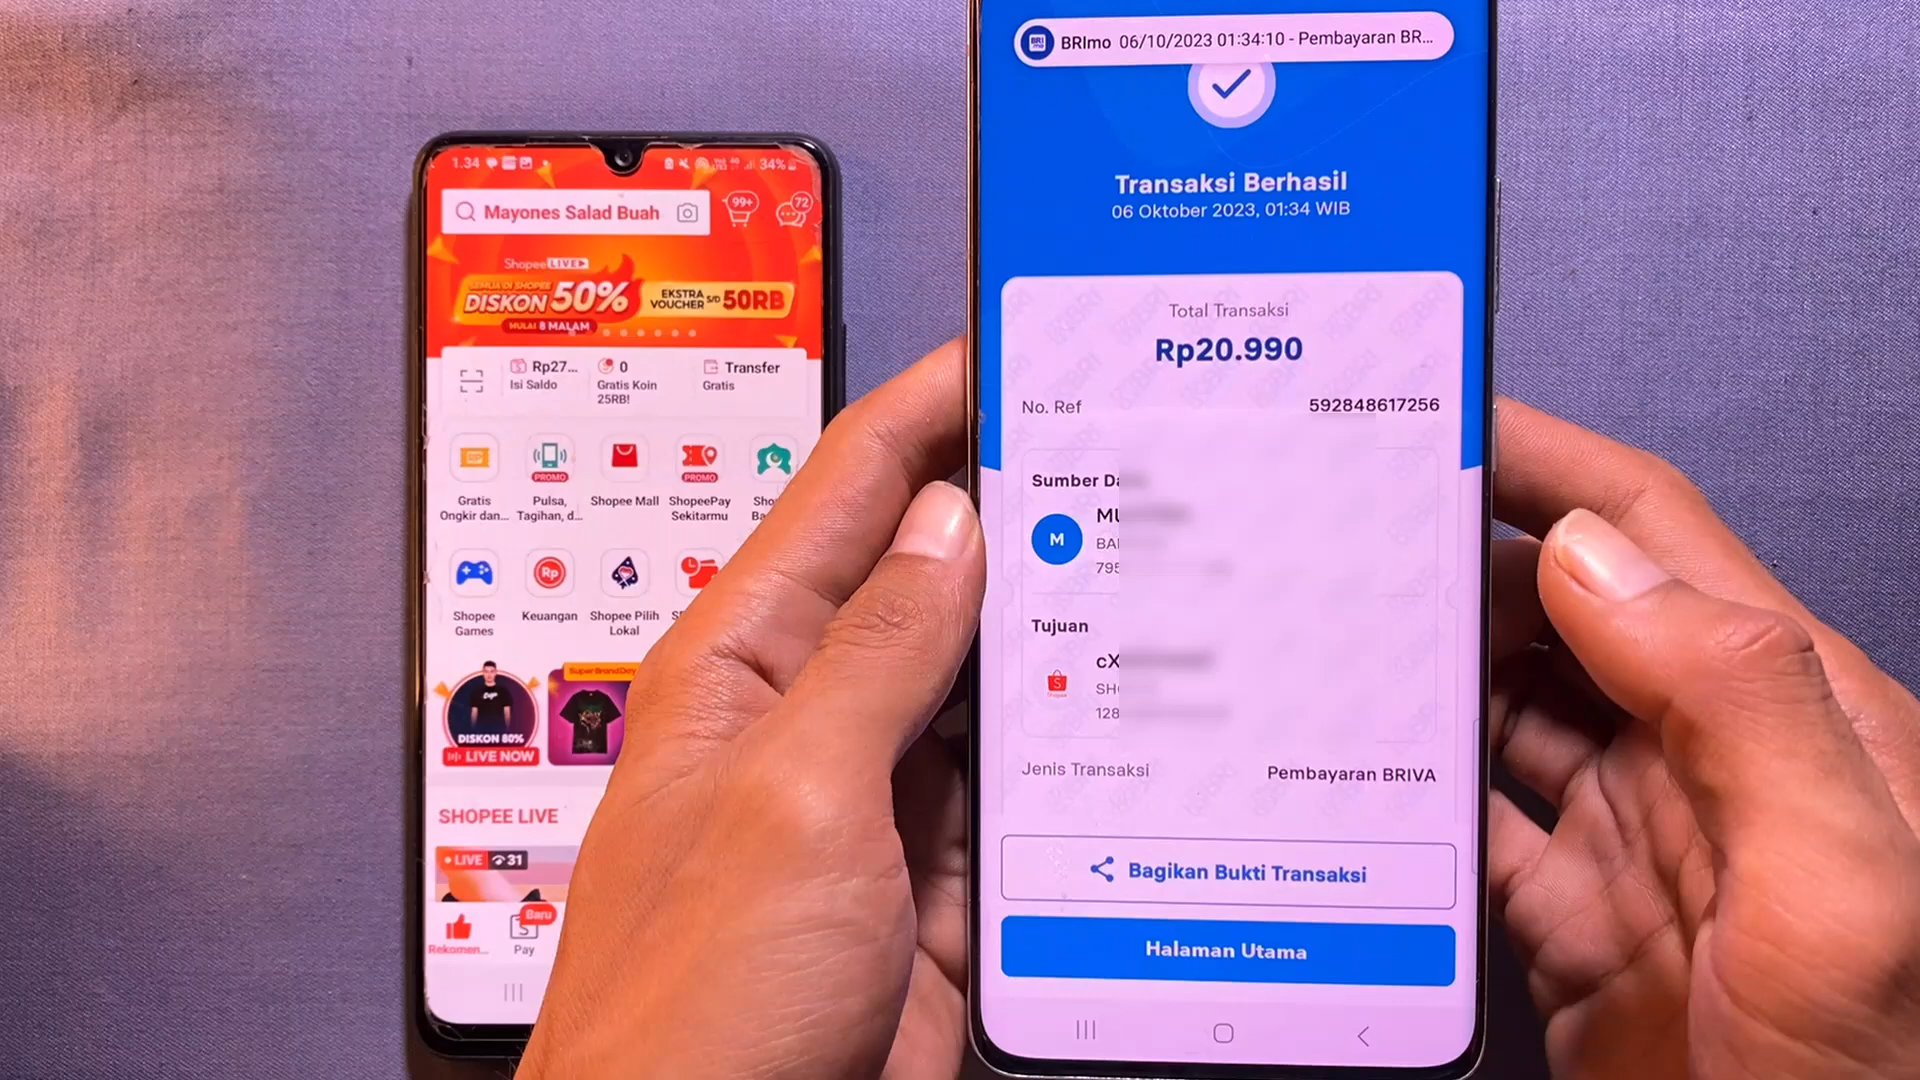 1.34
34%
Mayones Salad Buah
99+
72
Shopee LIVE
SEMUA DI SHOPEE
DISKON 50%
EKSTRA
VOUCHER S/D 50RB
MULAI 8 MALAM
Rp27...
Isi Saldo
0
Gratis Koin
25RB!
Transfer
Gratis
PROMO
PROMO
Gratis
Ongkir dan...
Pulsa,
Tagihan, d...
Shopee Mall
ShopeePay
Sekitarmu
Sho
Ba
Rp
Shopee
Games
Keuangan
Shopee Pilih
Lokal
Super Brand Day
DISKON 80%
LIVE NOW
SHOPEE LIVE
LIVE
31
Baru
Rekomen...
Pay
BRImo 06/10/2023 01:34:10 - Pembayaran BR...
Transaksi Berhasil
06 Oktober 2023, 01:34 WIB
Total Transaksi
Rp20.990
No. Ref
592848617256
Sumber Da
M
MU
BA
795
Tujuan
cX
SH
128
Jenis Transaksi
Pembayaran BRIVA
Bagikan Bukti Transaksi
Halaman Utama